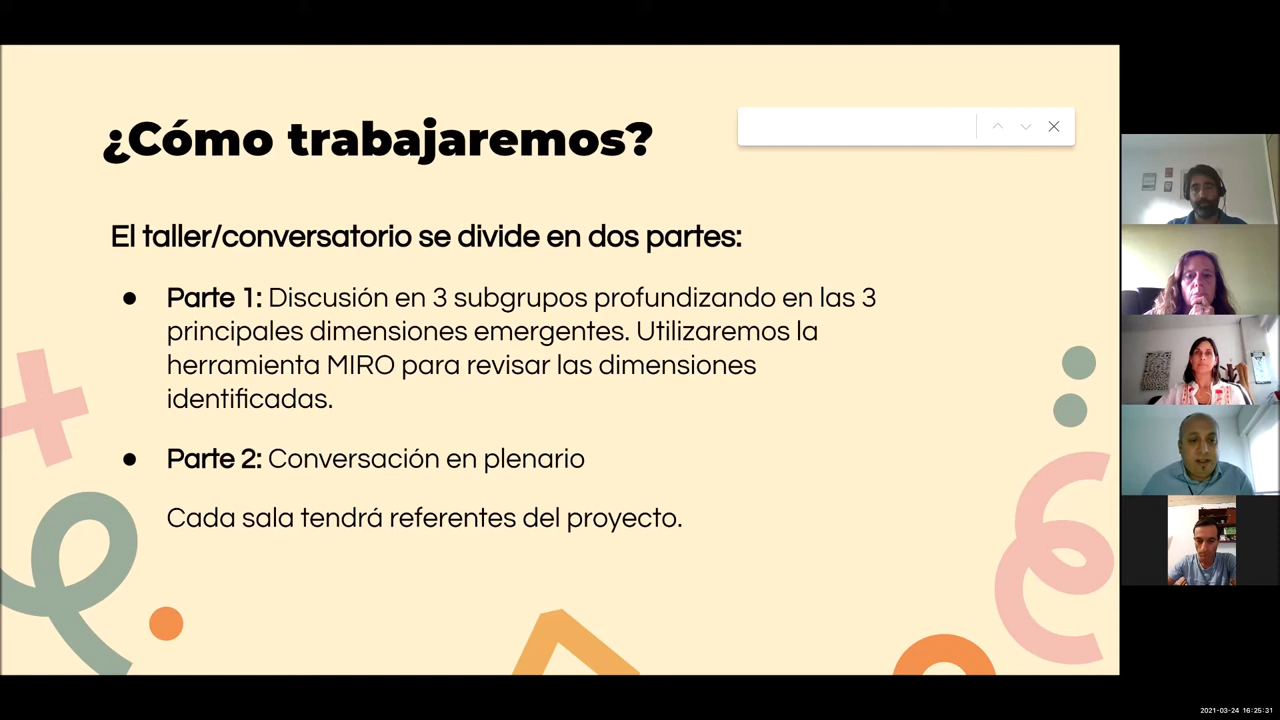 ¿Cómo trabajaremos?
El taller/conversatorio se divide en dos partes:
● Parte 1: Discusión en 3 subgrupos profundizando en las 3
principales dimensiones emergentes. Utilizaremos la
herramienta MIRO para revisar las dimensiones
identificadas.
● Parte 2: Conversación en plenario
Cada sala tendrá referentes del proyecto.
2021-03-24 16:25:31